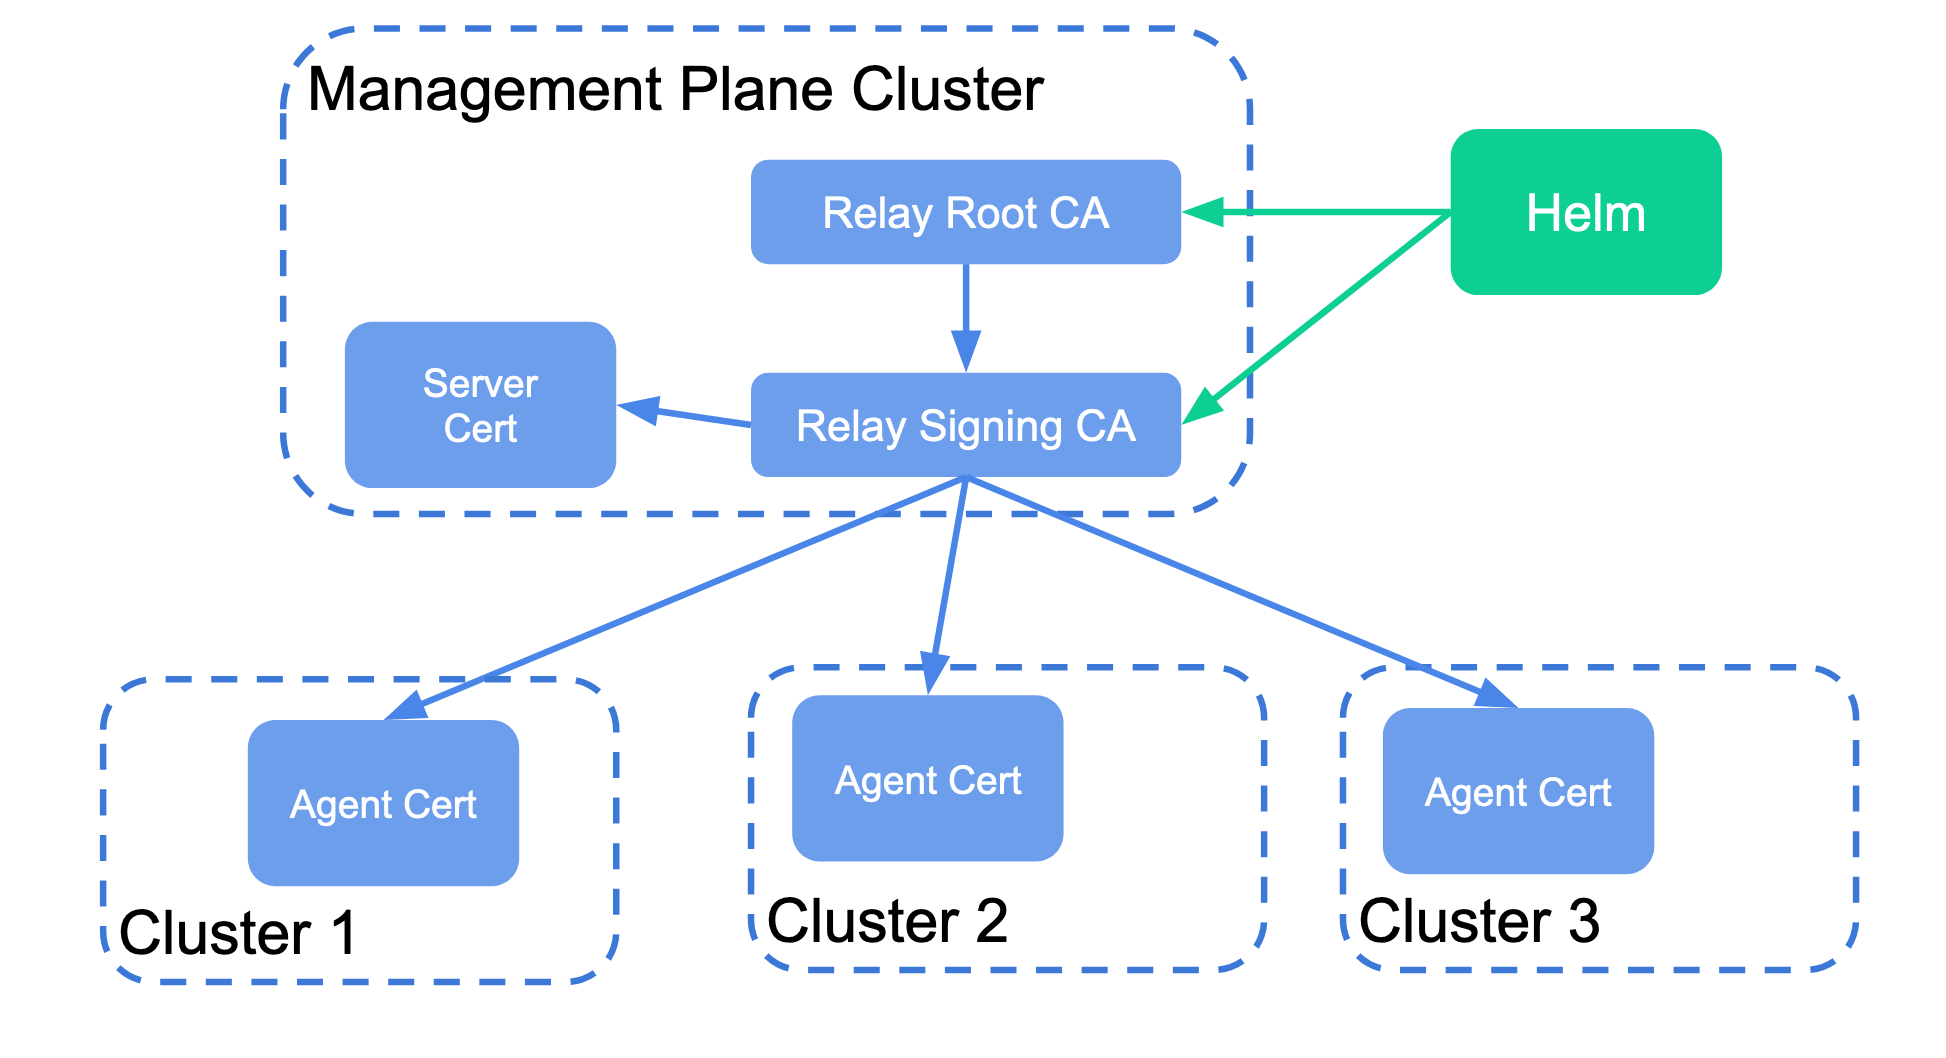 Management Plane Cluster
Relay Root CA
Helm
Server
Cert
Relay Signing CA
Agent Cert
Agent Cert
Agent Cert
Cluster 1
Cluster 2
Cluster 3